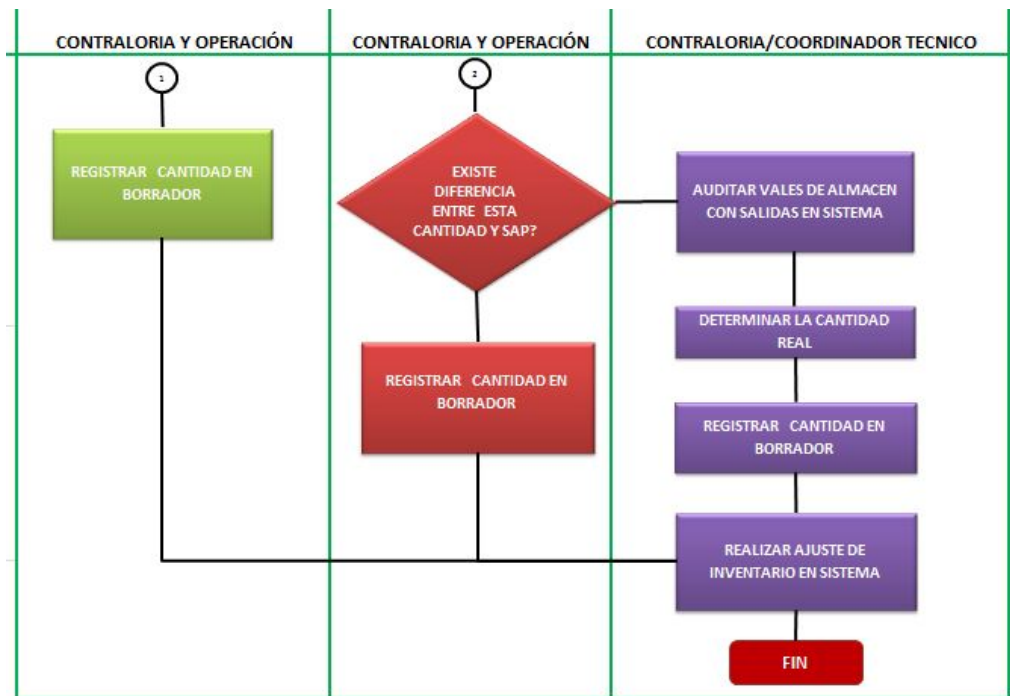 CONTRALORIA Y OPERACIÓN
CONTRALORIA Y OPERACIÓN
CONTRALORIA/COORDINADOR TECNICO
1
2
REGISTRAR CANTIDAD EN
BORRADOR
EXISTE
DIFERENCIA
ENTRE ESTA
CANTIDAD Y SAP?
AUDITAR VALES DE ALMACEN
CON SALIDAS EN SISTEMA
DETERMINAR LA CANTIDAD
REAL
REGISTRAR CANTIDAD EN
BORRADOR
REGISTRAR CANTIDAD EN
BORRADOR
REALIZAR AJUSTE DE
INVENTARIO EN SISTEMA
FIN